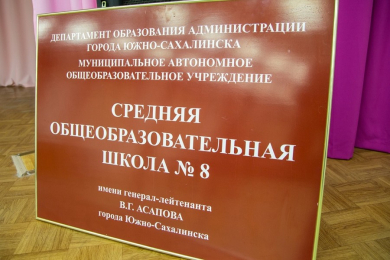 ДЕПАРТАМЕНТ ОБРАЗОВАНИЯ АДМИНИСТРАЦИИ
ГОРОДА ЮЖНО-САХАЛИНСКА
МУНИЦИПАЛЬНОЕ АВТОНОМНОЕ
ОБЩЕОБРАЗОВАТЕЛЬНОЕ УЧРЕЖДЕНИЕ
СРЕДНЯЯ
ОБЩЕОБРАЗОВАТЕЛЬНАЯ
ШКОЛА № 8
имени генерал-лейтенанта
В.Г. АСАПОВА
города Южно-Сахалинска